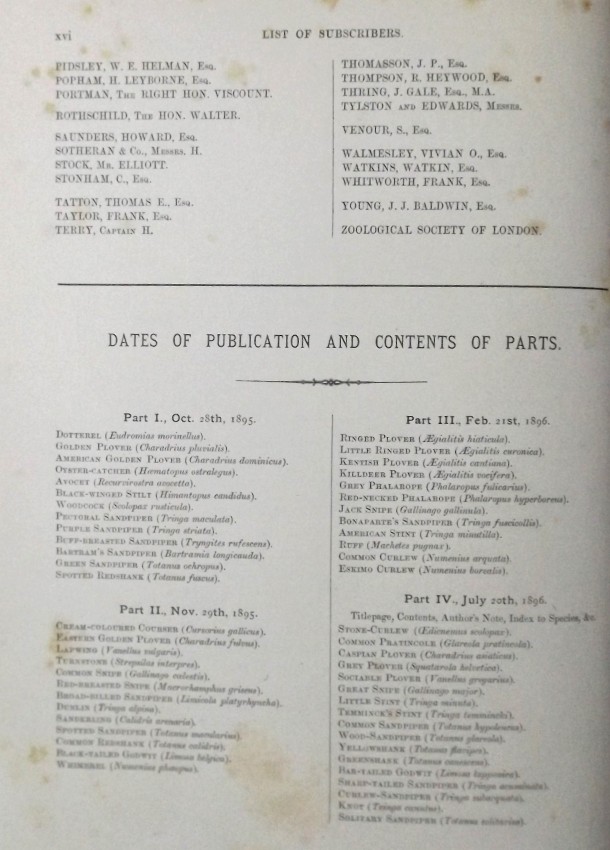 xvi
LIST OF SUBSCRIBERS.
PIDSLEY, W. E. HELMAN, Esq.
POPHAM, H. LEYBORNE, Esq.
PORTMAN, The RIGHT HON. VISCOUNT.
ROTHSCHILD, The HON. WALTER.
SAUNDERS, HOWARD, Esq.
SOTHERAN & Co., Messrs. H.
STOCK, Mr. ELLIOTT.
STONHAM, C., Esq.
TATTON, THOMAS E., Esq.
TAYLOR, FRANK, Esq.
TERRY, Captain H.
THOMASSON, J. P., Esq.
THOMPSON, R. HEYWOOD, Esq.
THRING, J. GALE, Esq., M.A.
TYLSTON and EDWARDS, Messrs.
VENOUR, S., Esq.
WALMESLEY, VIVIAN O., Esq.
WATKINS, WATKIN, Esq.
WHITWORTH, FRANK, Esq.
YOUNG, J. J. BALDWIN, Esq.
ZOOLOGICAL SOCIETY OF LONDON.
DATES OF PUBLICATION AND CONTENTS OF PARTS.
Part I., Oct. 28th, 1895.
Dotterel (Eudromias morinellus).
Golden Plover (Charadrius pluvialis).
American Golden Plover (Charadrius dominicus).
Oyster-catcher (Hæmatopus ostralegus).
Avocet (Recurvirostra avocetta).
Black-winged Stilt (Himantopus candidus).
Woodcock (Scolopax rusticula).
Pectoral Sandpiper (Tringa maculata).
Purple Sandpiper (Tringa striata).
Buff-breasted Sandpiper (Tryngites rufescens).
Bartram's Sandpiper (Bartramia longicauda).
Green Sandpiper (Totanus ochropus).
Spotted Redshank (Totanus fuscus).
Part II., Nov. 29th, 1895.
Cream-coloured Courser (Cursorius gallicus).
Eastern Golden Plover (Charadrius fulvus).
Lapwing (Vanellus vulgaris).
Turnstone (Strepsilas interpres).
Common Snipe (Gallinago cœlestis).
Red-breasted Snipe (Macrorhamphus griseus).
Broad-billed Sandpiper (Limicola platyrhyncha).
Dunlin (Tringa alpina).
Sanderling (Calidris arenaria).
Spotted Sandpiper (Totanus macularius).
Common Redshank (Totanus calidris).
Black-tailed Godwit (Limosa belgica).
Whimbrel (Numenius phæopus).
Part III., Feb. 21st, 1896.
Ringed Plover (Ægialitis hiaticula).
Little Ringed Plover (Ægialitis curonica).
Kentish Plover (Ægialitis cantiana).
Killdeer Plover (Ægialitis vocifera).
Grey Phalarope (Phalaropus fulicarius).
Red-necked Phalarope (Phalaropus hyperboreus).
Jack Snipe (Gallinago gallinula).
Bonaparte's Sandpiper (Tringa fuscicollis).
American Stint (Tringa minutilla).
Ruff (Machetes pugnax).
Common Curlew (Numenius arquata).
Eskimo Curlew (Numenius borealis).
Part IV., July 20th, 1896.
Titlepage, Contents, Author's Note, Index to Species, &c.
Stone-Curlew (Œdicnemus scolopax).
Common Pratincole (Glareola pratincola).
Caspian Plover (Charadrius asiaticus).
Grey Plover (Squatarola helvetica).
Sociable Plover (Vanellus gregarius).
Great Snipe (Gallinago major).
Little Stint (Tringa minuta).
Temminck's Stint (Tringa temmincki).
Common Sandpiper (Totanus hypoleucus).
Wood-Sandpiper (Totanus glareola).
Yellowshank (Totanus flavipes).
Greenshank (Totanus canescens).
Bar-tailed Godwit (Limosa lapponica).
Sharp-tailed Sandpiper (Tringa acuminata).
Curlew-Sandpiper (Tringa subarquata).
Knot (Tringa canutus).
Solitary Sandpiper (Totanus solitarius).